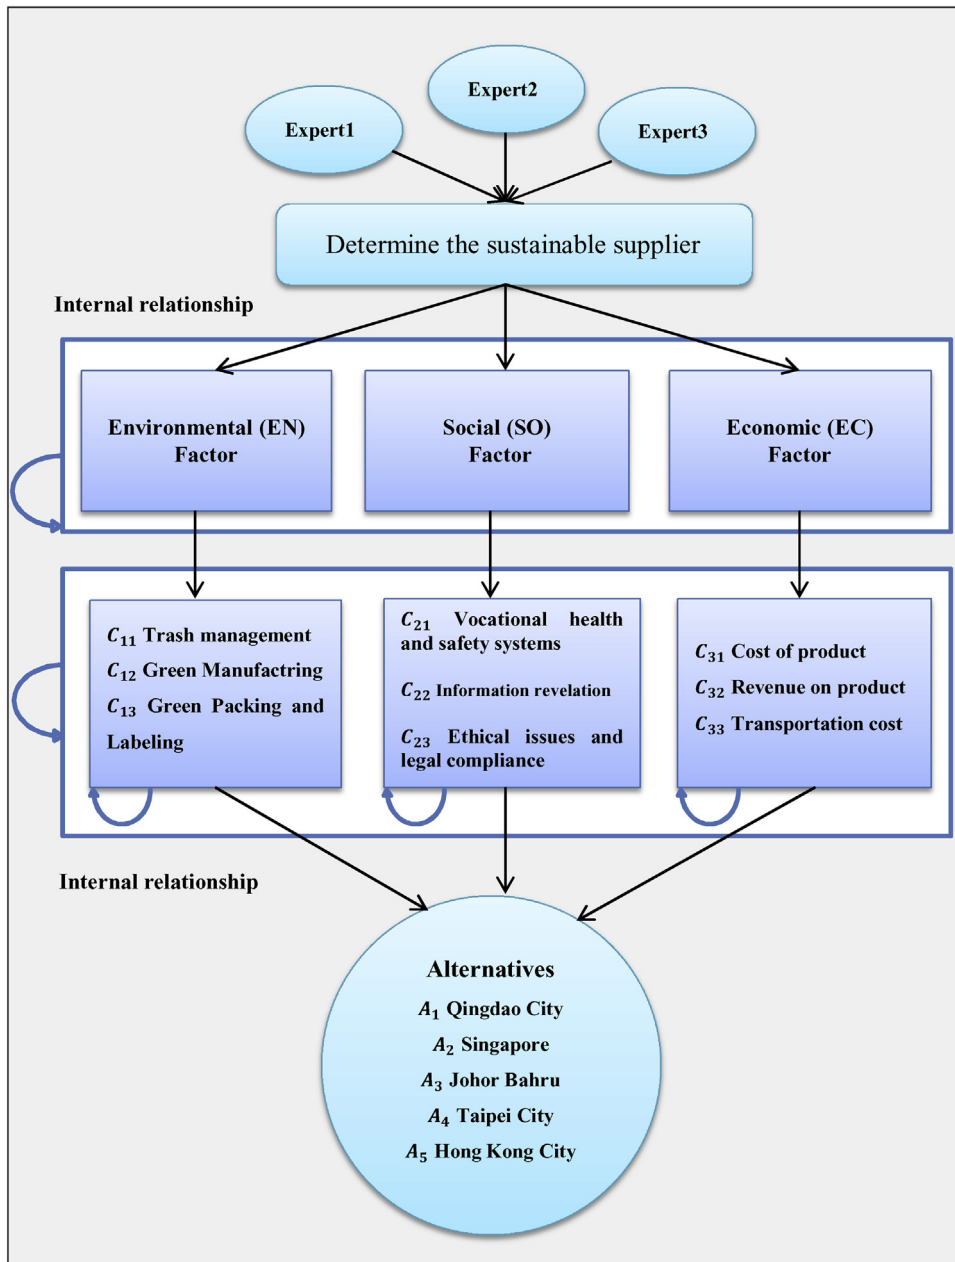 Expert1
Expert2
Expert3
Determine the sustainable supplier
Internal relationship
Environmental (EN)
Factor
Social (SO)
Factor
Economic (EC)
Factor
C11 Trash management
C12 Green Manufactring
C13 Green Packing and
Labeling
C21 Vocational health
and safety systems
C22 Information revelation
C23 Ethical issues and
legal compliance
C31 Cost of product
C32 Revenue on product
C33 Transportation cost
Internal relationship
Alternatives
A1 Qingdao City
A2 Singapore
A3 Johor Bahru
A4 Taipei City
A5 Hong Kong City